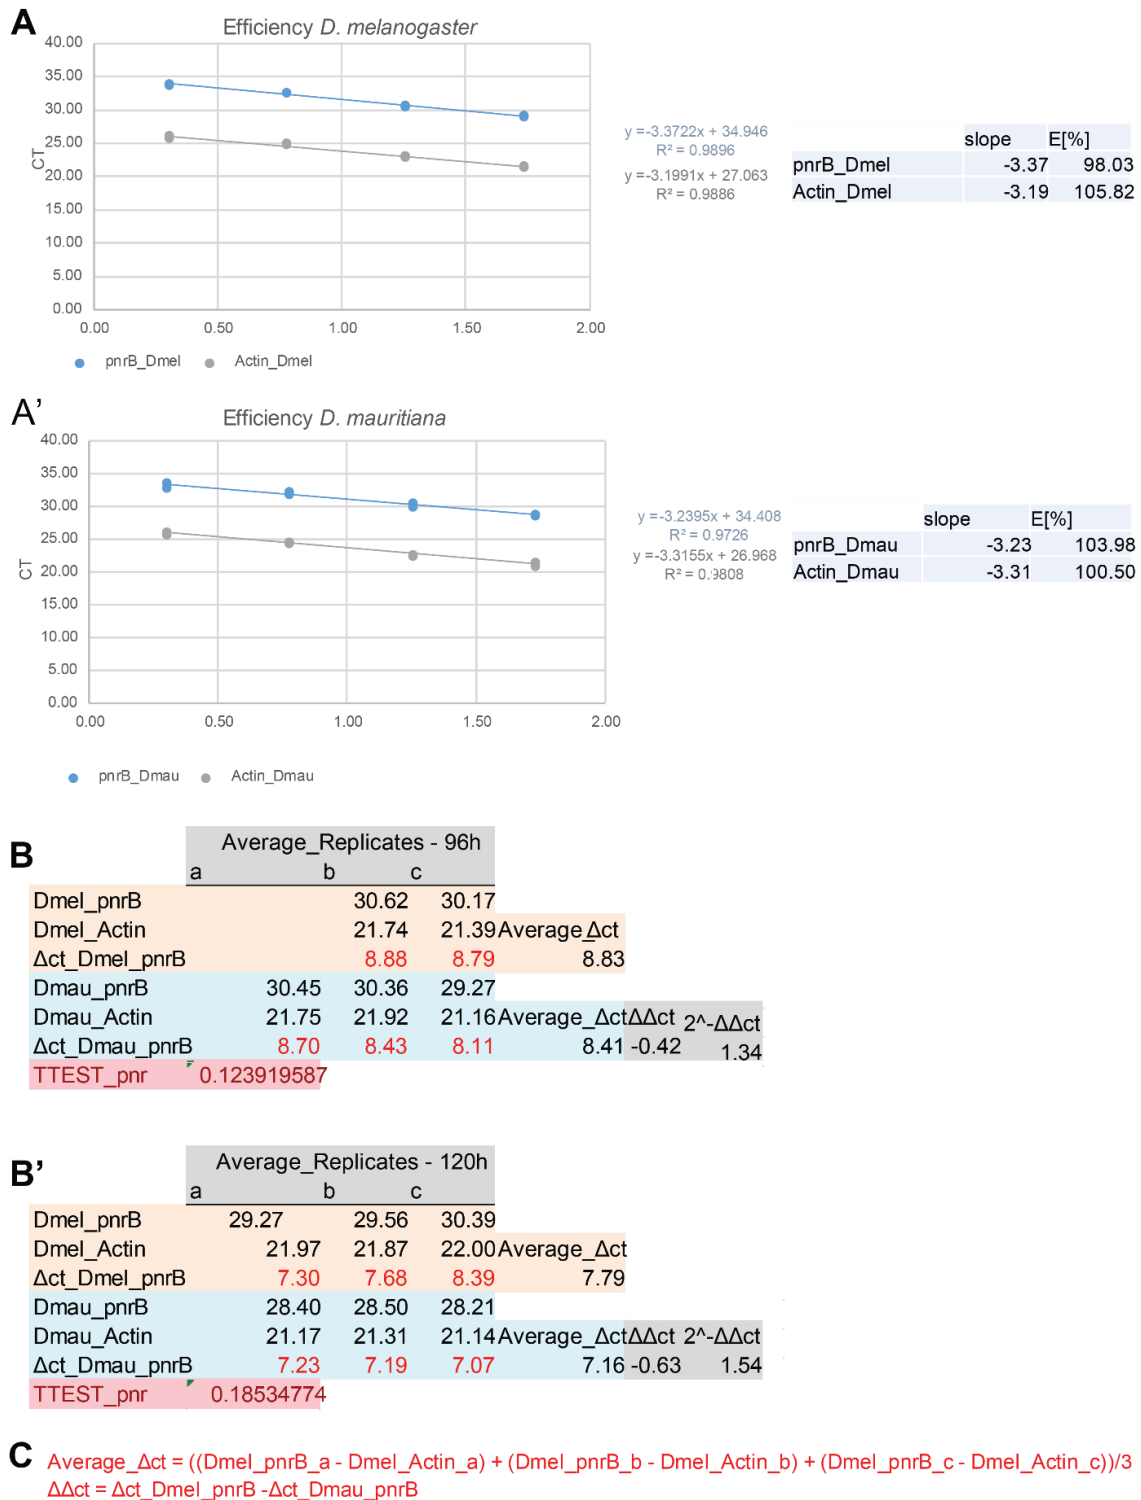 A
Efficiency D. melanogaster
40.00
35.00
30.00
25.00
20.00
15.00
10.00
5.00
0.00
CT
0.00 0.50 1.00 1.50 2.00
pnrB_Dmel Actin_Dmel
y =-3.3722x + 34.946
R² = 0.9896
y =-3.1991x + 27.063
R² = 0.9886
slope E[%]
pnrB_Dmel -3.37 98.03
Actin_Dmel -3.19 105.82
A’
Efficiency D. mauritiana
40.00
35.00
30.00
25.00
20.00
15.00
10.00
5.00
0.00
CT
0.00 0.50 1.00 1.50 2.00
pnrB_Dmau Actin_Dmau
y =-3.2395x + 34.408
R² = 0.9726
y =-3.3155x + 26.968
R² = 0.9808
slope E[%]
pnrB_Dmau -3.23 103.98
Actin_Dmau -3.31 100.50
B
Average_Replicates - 96h
a b c
Dmel_pnrB 30.62 30.17
Dmel_Actin 21.74 21.39 Average_Δct
Δct_Dmel_pnrB 8.88 8.79 8.83
Dmau_pnrB 30.45 30.36 29.27
Dmau_Actin 21.75 21.92 21.16 Average_Δct ΔΔct 2^-ΔΔct
Δct_Dmau_pnrB 8.70 8.43 8.11 8.41 -0.42 1.34
TTEST_pnr 0.123919587
B’
Average_Replicates - 120h
a b c
Dmel_pnrB 29.27 29.56 30.39
Dmel_Actin 21.97 21.87 22.00 Average_Δct
Δct_Dmel_pnrB 7.30 7.68 8.39 7.79
Dmau_pnrB 28.40 28.50 28.21
Dmau_Actin 21.17 21.31 21.14 Average_Δct ΔΔct 2^-ΔΔct
Δct_Dmau_pnrB 7.23 7.19 7.07 7.16 -0.63 1.54
TTEST_pnr 0.18534774
C
Average_Δct = ((Dmel_pnrB_a - Dmel_Actin_a) + (Dmel_pnrB_b - Dmel_Actin_b) + (Dmel_pnrB_c - Dmel_Actin_c))/3
ΔΔct = Δct_Dmel_pnrB -Δct_Dmau_pnrB